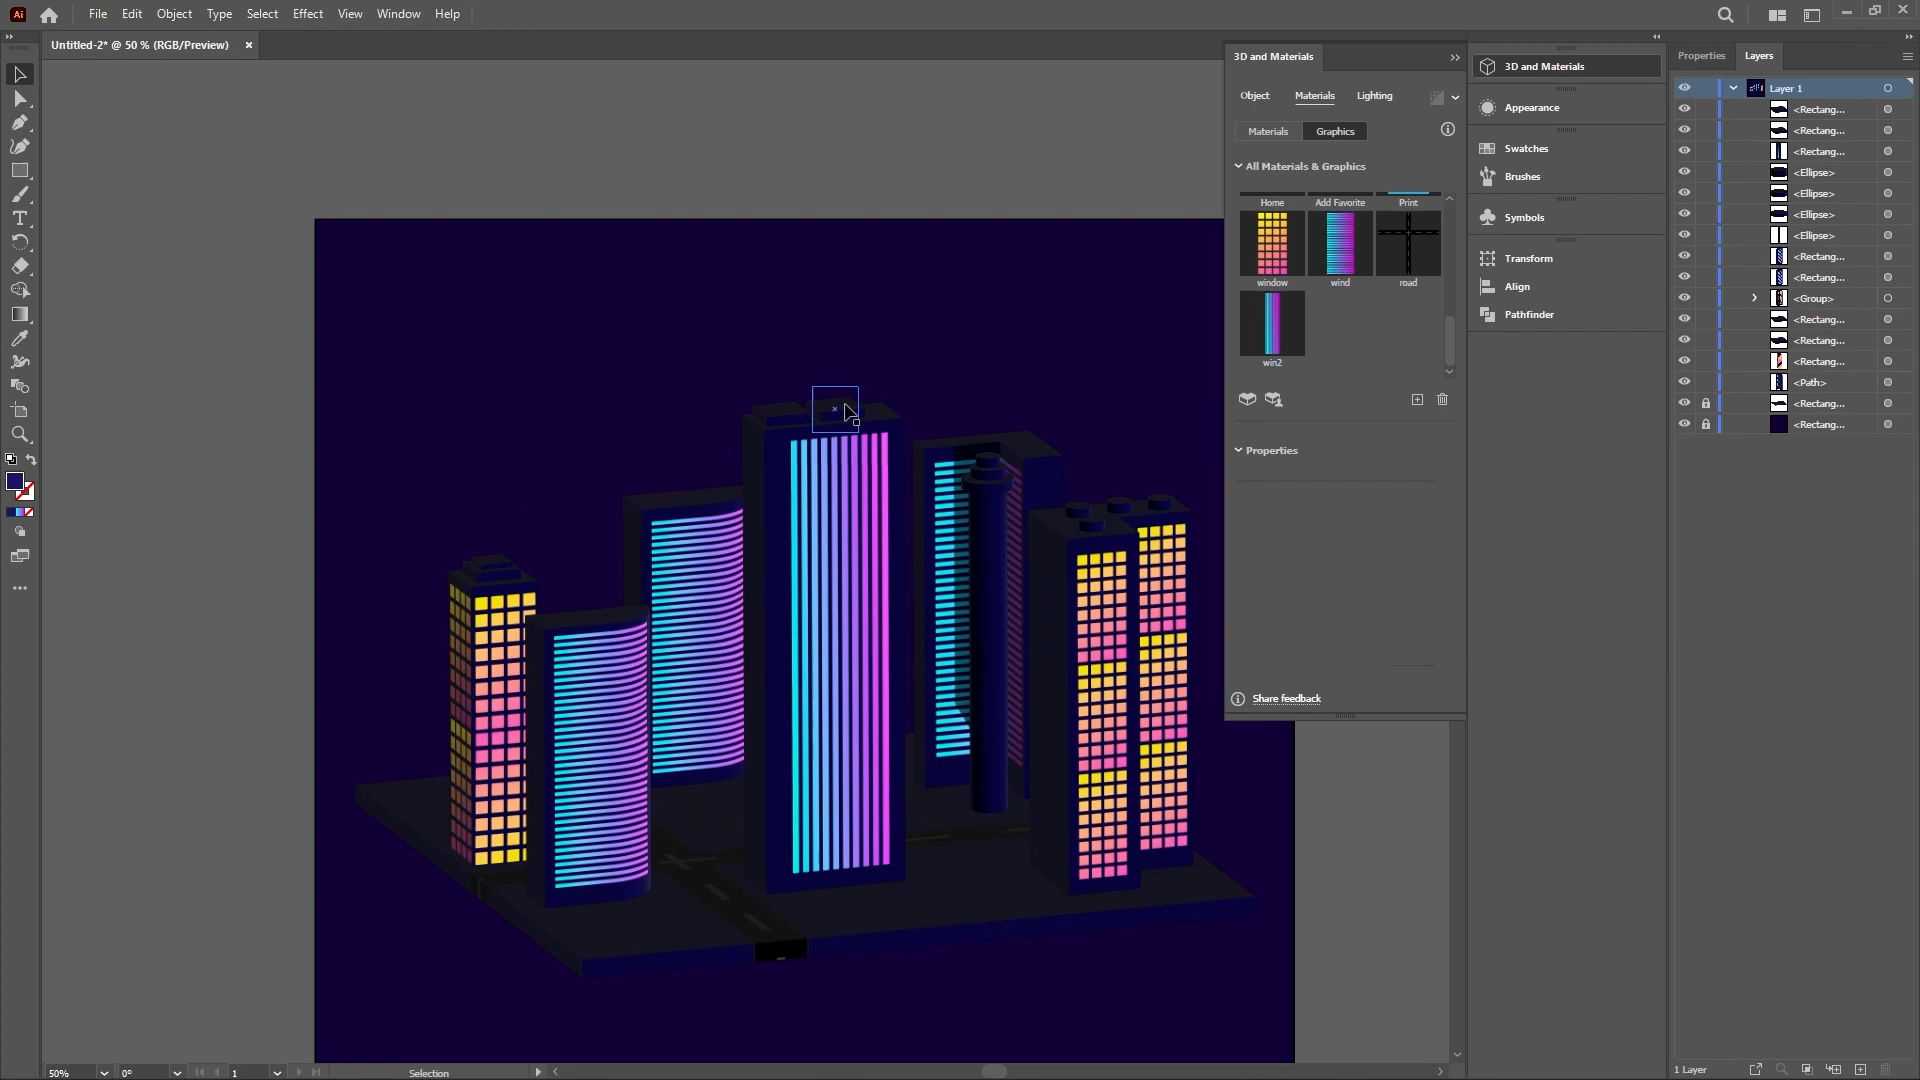 Ai File Edit Object Type Select Effect View Window Help
Untitled-2* @ 50 % (RGB/Preview) ×
3D and Materials
Object Materials Lighting
Materials Graphics
All Materials & Graphics
Home Add Favorite Print
window wind road
win2
Properties
Share feedback
3D and Materials
Appearance
Swatches
Brushes
Symbols
Transform
Align
Pathfinder
Properties Layers
Layer 1
<Rectang...
<Rectang...
<Rectang...
<Ellipse>
<Ellipse>
<Ellipse>
<Ellipse>
<Rectang...
<Rectang...
<Group>
<Rectang...
<Rectang...
<Rectang...
<Path>
<Rectang...
<Rectang...
50% 0° 1 Selection
1 Layer